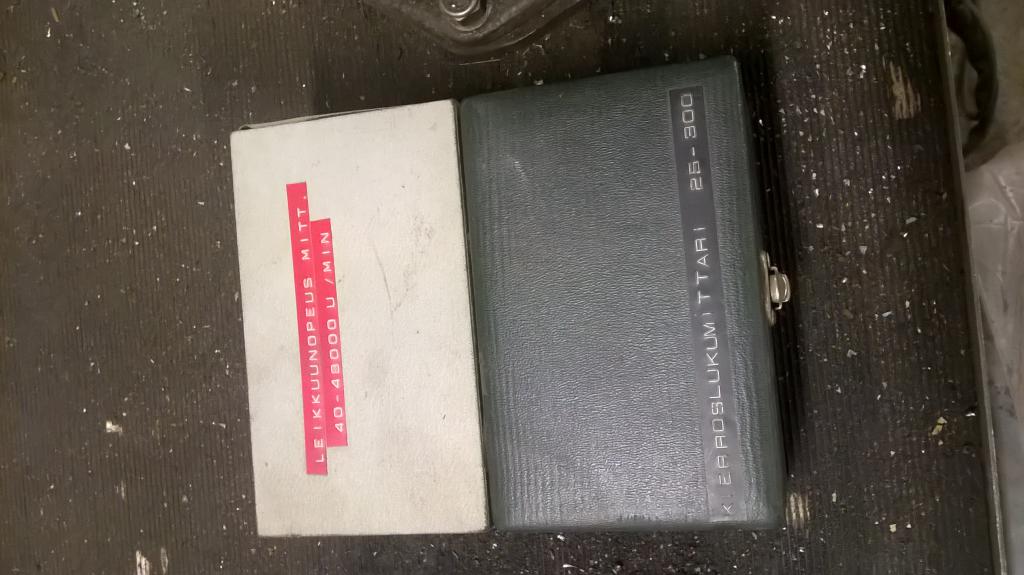 LEIKKUUNOPEUS MITT.
40-48000 U/MIN
KIERROSLUKUMITTARI 25-300